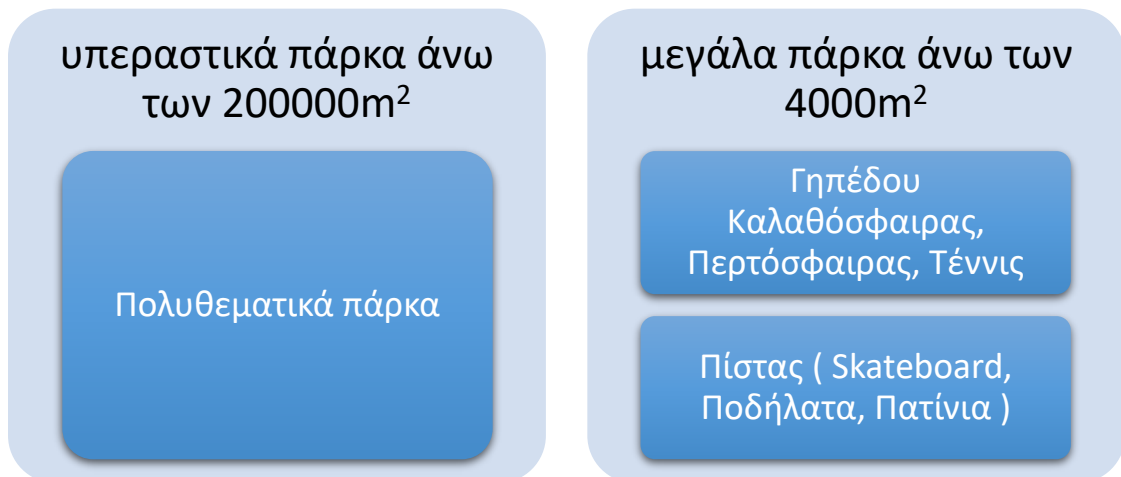 υπεραστικά πάρκα άνω
των 200000m²
Πολυθεματικά πάρκα
μεγάλα πάρκα άνω των
4000m²
Γηπέδου
Καλαθόσφαιρας,
Περτόσφαιρας, Τέννις
Πίστας ( Skateboard,
Ποδήλατα, Πατίνια )